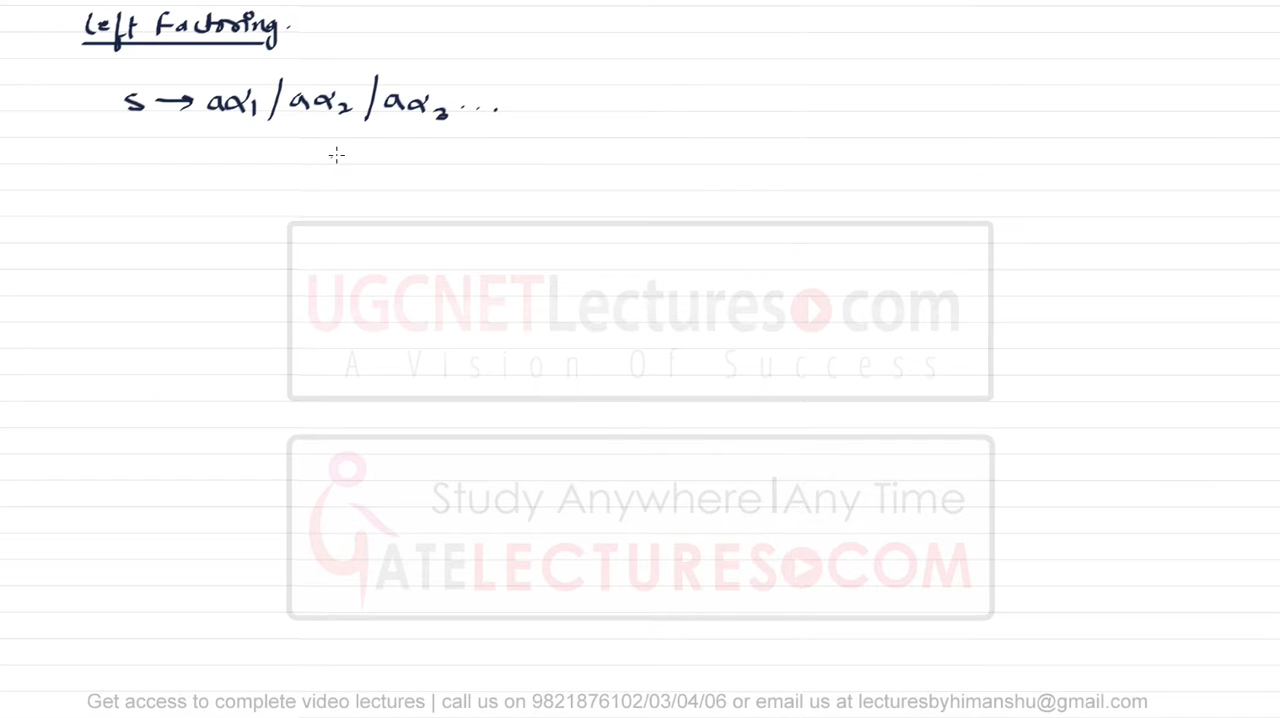 Left Factoring.
S → aα₁ / aα₂ / aα₃ ...
UGCNETLectures.com
A Vision Of Success
Study Anywhere|Any Time
GATELECTURES.COM
Get access to complete video lectures | call us on 9821876102/03/04/06 or email us at lecturesbyhimanshu@gmail.com